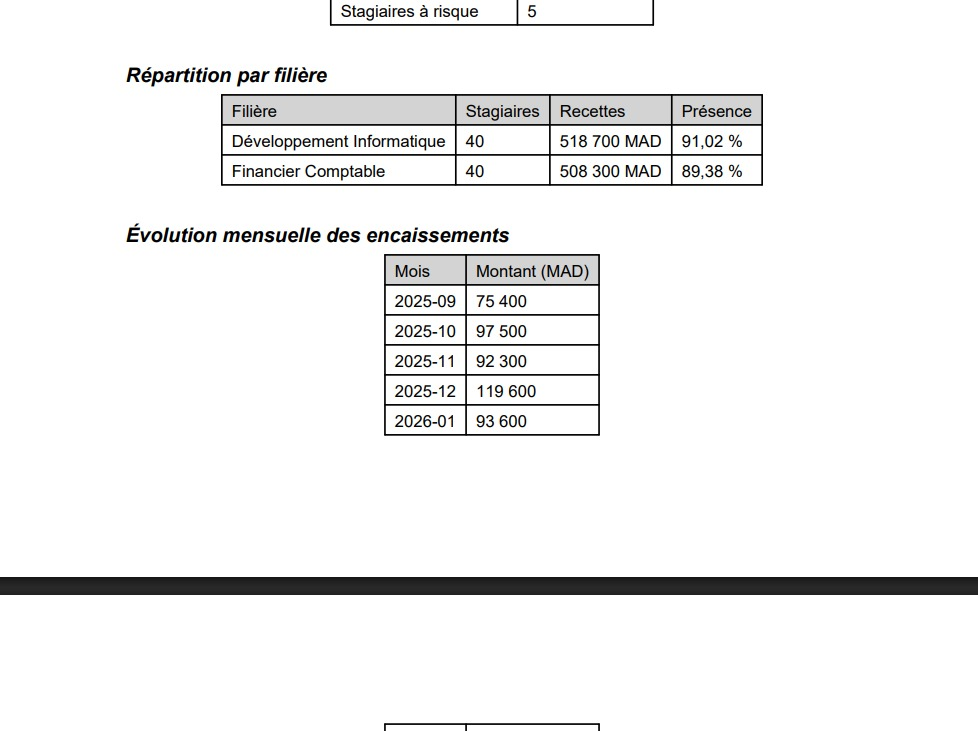 Stagiaires à risque 5
Répartition par filière
Filière Stagiaires Recettes Présence
Développement Informatique 40 518 700 MAD 91,02 %
Financier Comptable 40 508 300 MAD 89,38 %
Évolution mensuelle des encaissements
Mois Montant (MAD)
2025-09 75 400
2025-10 97 500
2025-11 92 300
2025-12 119 600
2026-01 93 600